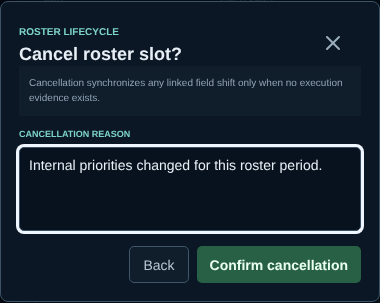 ROSTER LIFECYCLE
Cancel roster slot?
Cancellation synchronizes any linked field shift only when no execution
evidence exists.
CANCELLATION REASON
Internal priorities changed for this roster period.
Back
Confirm cancellation